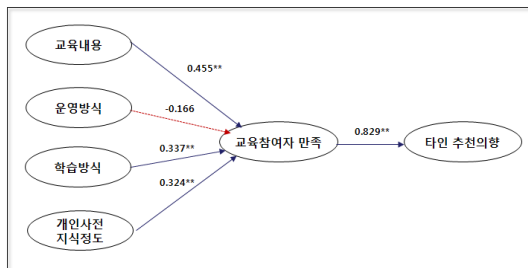 교육내용
0.455**
운영방식
-0.166
교육참여자 만족
0.829**
타인 추천의향
학습방식
0.337**
0.324**
개인사전
지식정도